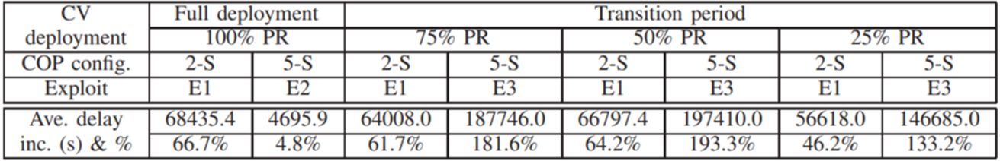 CV Full deployment Transition period
deployment 100% PR 75% PR 50% PR 25% PR
COP config. 2-S 5-S 2-S 5-S 2-S 5-S 2-S 5-S
Exploit E1 E2 E1 E3 E1 E3 E1 E3
Ave. delay 68435.4 4695.9 64008.0 187746.0 66797.4 197410.0 56618.0 146685.0
inc. (s) & % 66.7% 4.8% 61.7% 181.6% 64.2% 193.3% 46.2% 133.2%